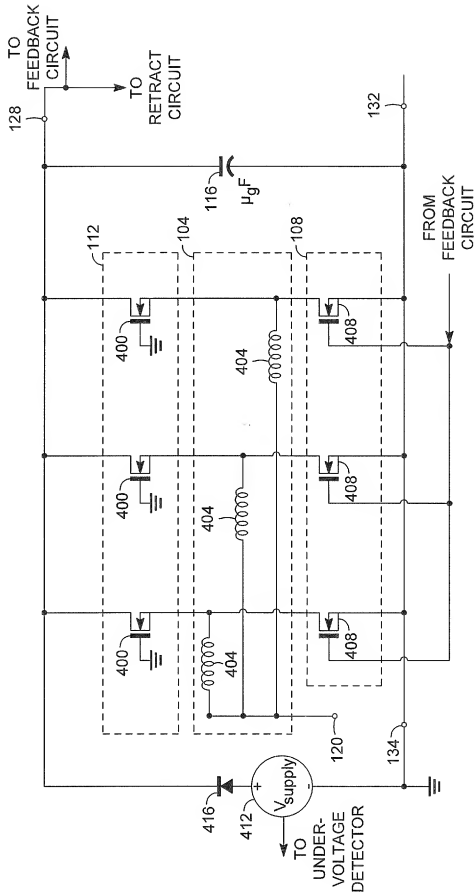 TO
FEEDBACK
CIRCUIT
128
TO
RETRACT
CIRCUIT
132
116
μgF
112
104
108
FROM
FEEDBACK
CIRCUIT
400
400
400
404
404
404
408
408
408
120
134
416
412
+
Vsupply
-
TO
UNDER-
VOLTAGE
DETECTOR